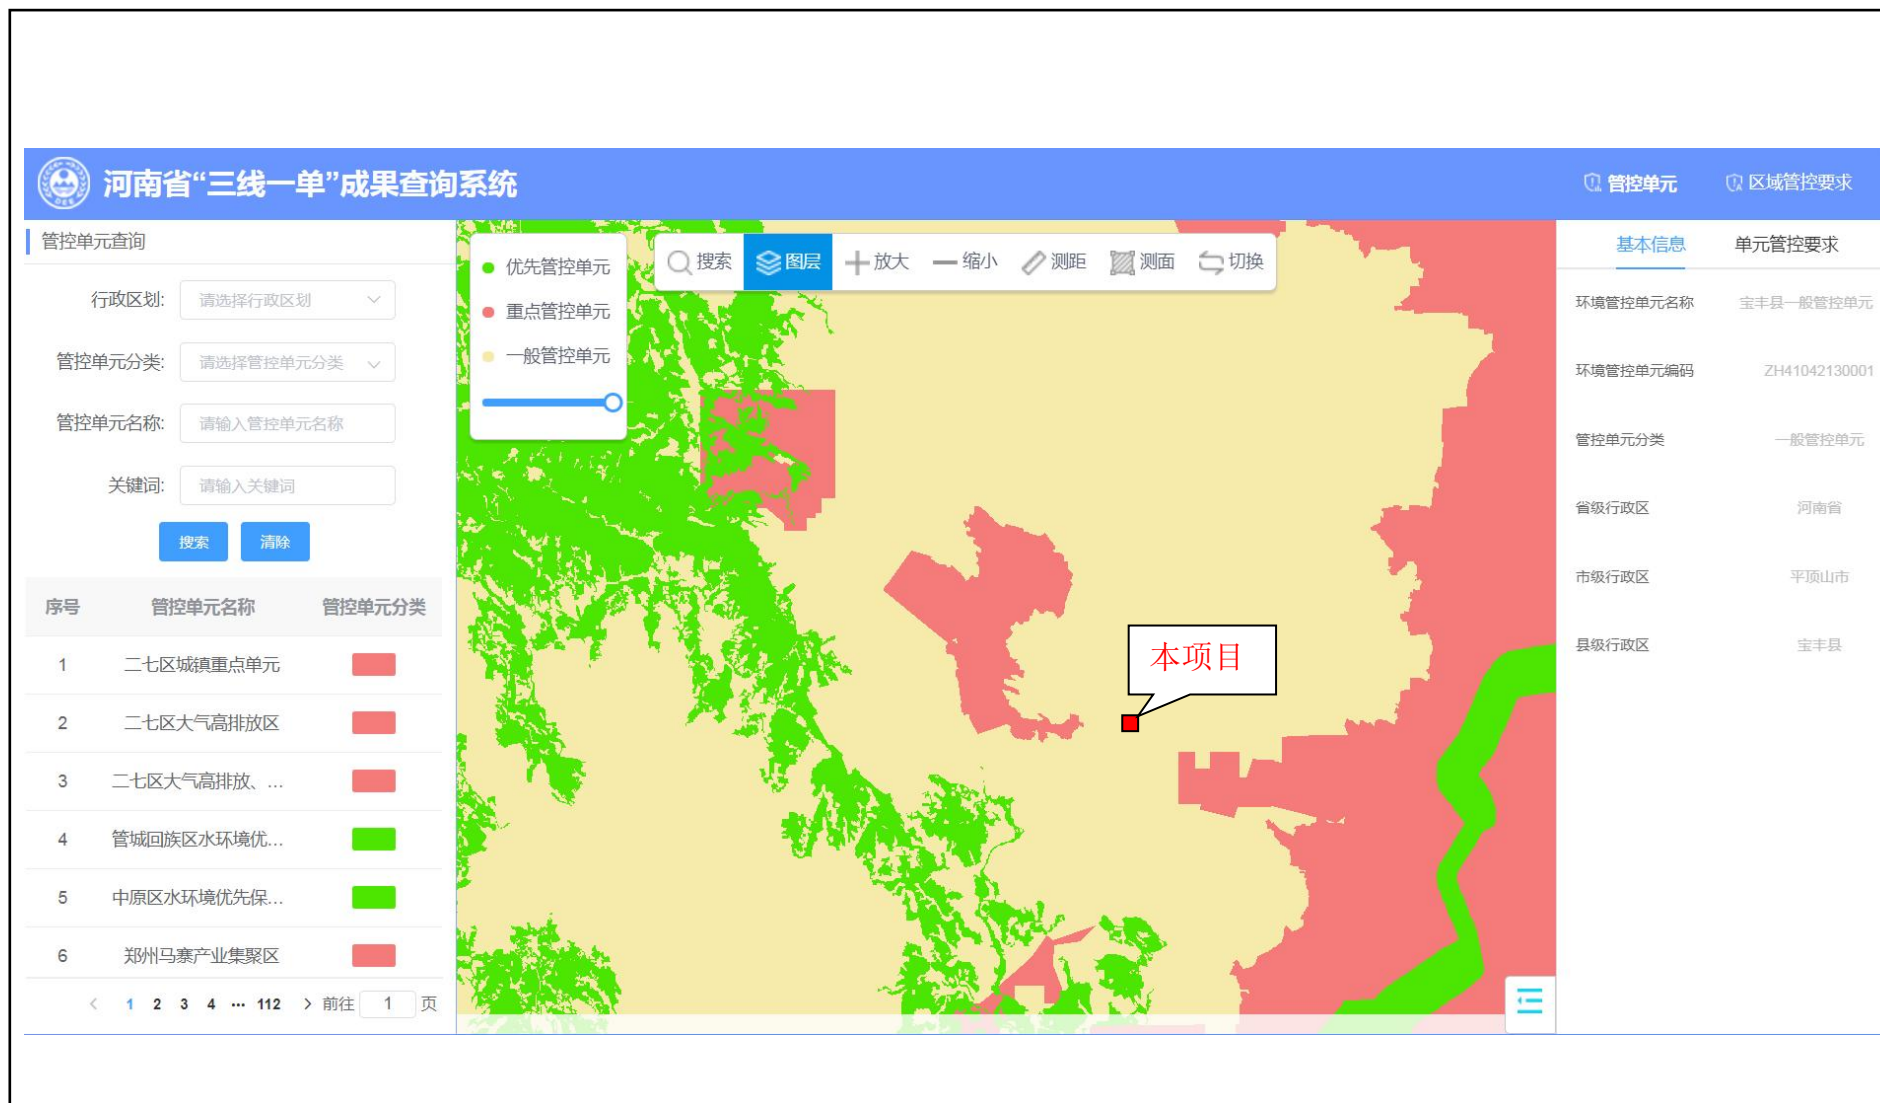 河南省“三线一单”成果查询系统
管控单元
区域管控要求
管控单元查询
行政区划:
请选择行政区划
管控单元分类:
请选择管控单元分类
管控单元名称:
请输入管控单元名称
关键词:
请输入关键词
搜索
清除
序号 管控单元名称 管控单元分类
1 二七区城镇重点单元
2 二七区大气高排放区
3 二七区大气高排放、...
4 管城回族区水环境优...
5 中原区水环境优先保...
6 郑州马寨产业集聚区
< 1 2 3 4 ... 112 > 前往 1 页
优先管控单元
重点管控单元
一般管控单元
搜索 图层 放大 缩小 测距 测面 切换
本项目
基本信息 单元管控要求
环境管控单元名称 宝丰县一般管控单元
环境管控单元编码 ZH41042130001
管控单元分类 一般管控单元
省级行政区 河南省
市级行政区 平顶山市
县级行政区 宝丰县